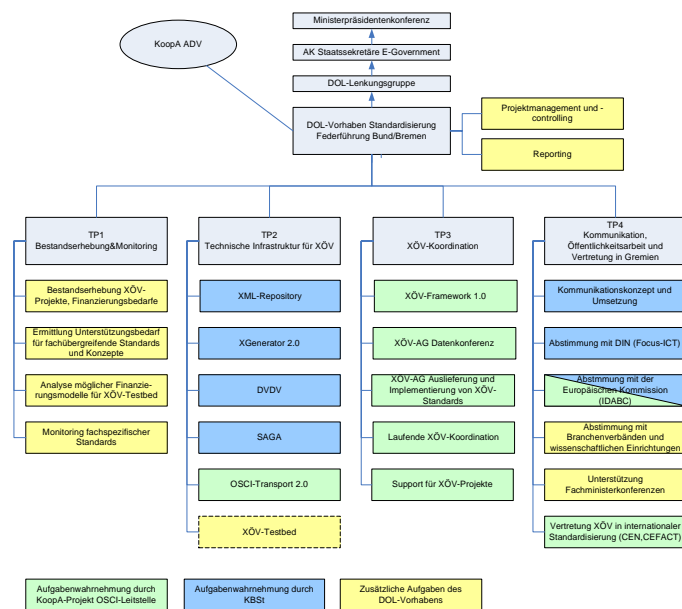 Ministerpräsidentenkonferenz
KoopA ADV
AK Staatssekretäre E-Government
DOL-Lenkungsgruppe
DOL-Vorhaben Standardisierung
Federführung Bund/Bremen
Projektmanagement und -
controlling
Reporting
TP1
Bestandserhebung&Monitoring
Bestandserhebung XÖV-
Projekte, Finanzierungsbedarfe
Ermittlung Unterstützungsbedarf
für fachübergreifende Standards
und Konzepte
Analyse möglicher Finanzie-
rungsmodelle für XÖV-Testbed
Monitoring fachspezifischer
Standards
TP2
Technische Infrastruktur für XÖV
XML-Repository
XGenerator 2.0
DVDV
SAGA
OSCI-Transport 2.0
XÖV-Testbed
TP3
XÖV-Koordination
XÖV-Framework 1.0
XÖV-AG Datenkonferenz
XÖV-AG Auslieferung und
Implementierung von XÖV-
Standards
Laufende XÖV-Koordination
Support für XÖV-Projekte
TP4
Kommunikation,
Öffentlichkeitsarbeit und
Vertretung in Gremien
Kommunikationskonzept und
Umsetzung
Abstimmung mit DIN (Focus-ICT)
Abstmmung mit der
Europäischen Kommission
(IDABC)
Abstimmung mit
Branchenverbänden und
wissenschaftlichen Einrichtungen
Unterstützung
Fachministerkonferenzen
Vertretung XÖV in internationaler
Standardisierung (CEN,CEFACT)
Aufgabenwahrnehmung durch
KoopA-Projekt OSCI-Leitstelle
Aufgabenwahrnehmung durch
KBSt
Zusätzliche Aufgaben des
DOL-Vorhabens